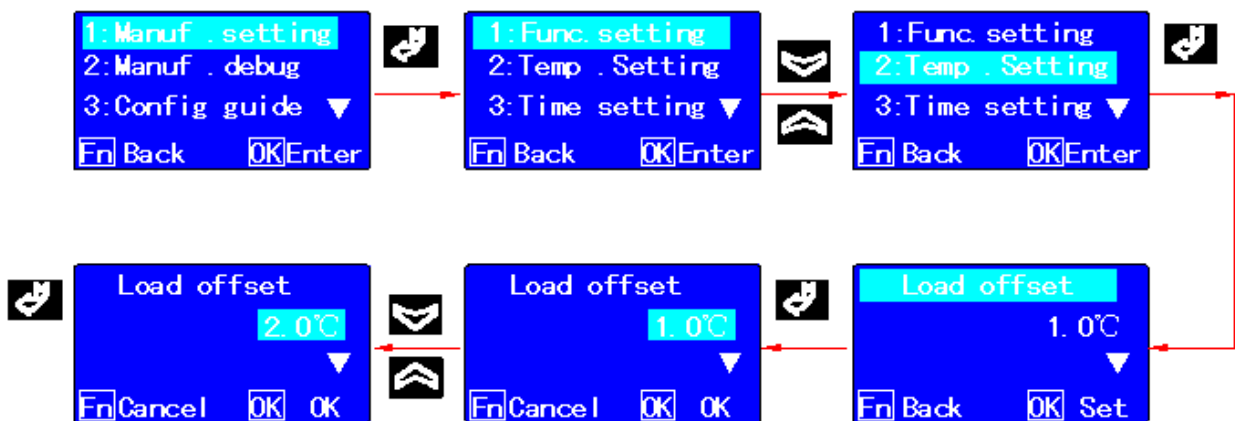 1:Manuf .setting
2:Manuf .debug
3:Config guide ▼
Fn Back OK Enter
1:Func.setting
2:Temp .Setting
3:Time setting ▼
Fn Back OK Enter
1:Func.setting
2:Temp .Setting
3:Time setting ▼
Fn Back OK Enter
Load offset
2.0℃
▼
Fn Cancel OK OK
Load offset
1.0℃
▼
Fn Cancel OK OK
Load offset
1.0℃
▼
Fn Back OK Set